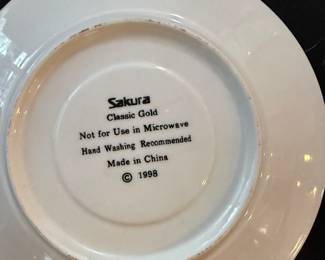 Sakura
Classic Gold
Not for Use in Microwave
Hand Washing Recommended
Made in China
© 1998